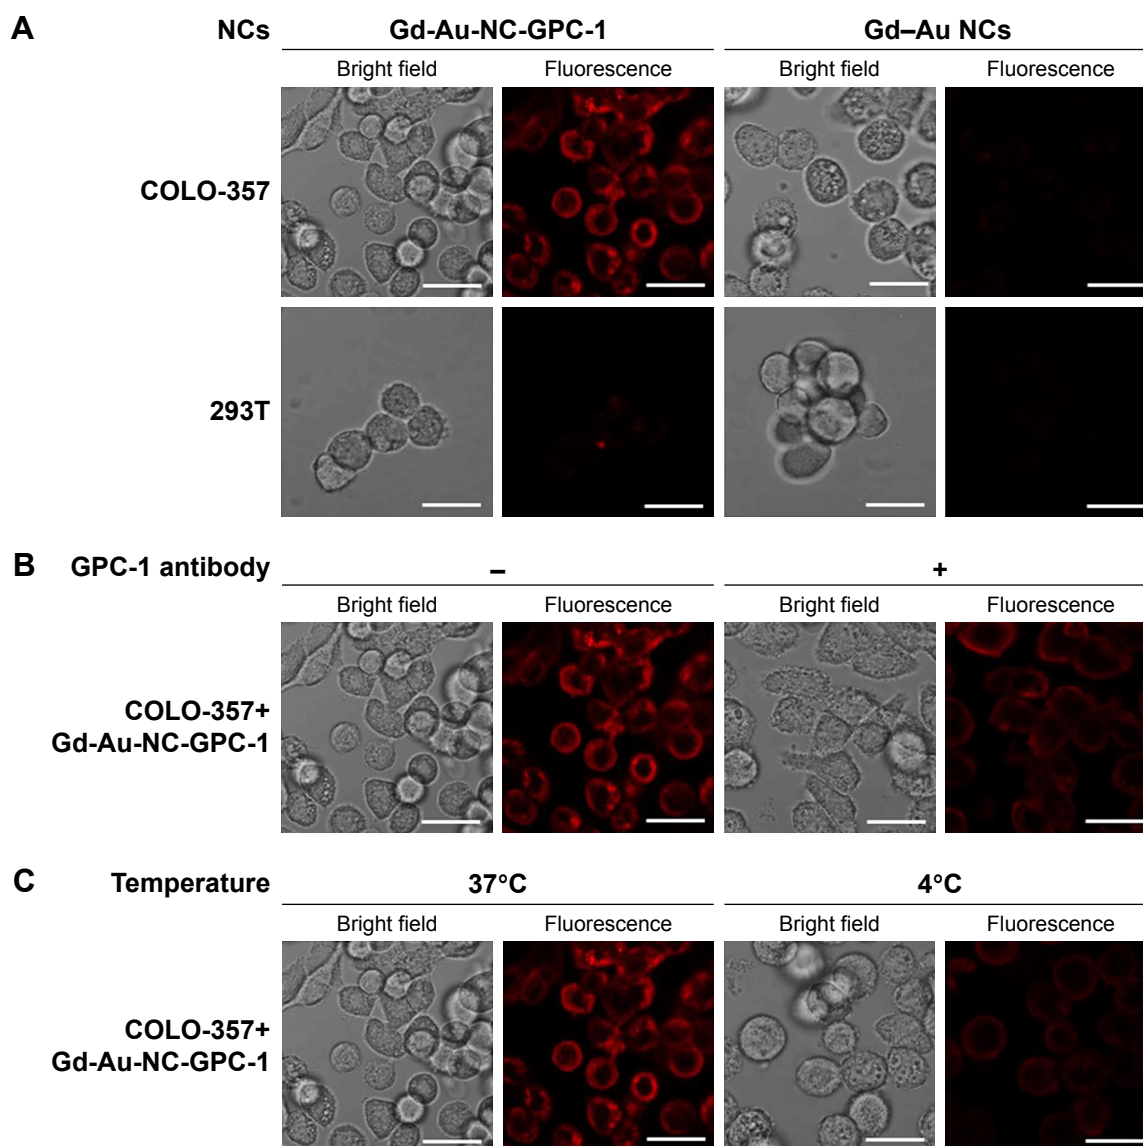 A NCs Gd-Au-NC-GPC-1 Gd–Au NCs
Bright field Fluorescence Bright field Fluorescence
COLO-357
293T
B GPC-1 antibody – +
Bright field Fluorescence Bright field Fluorescence
COLO-357+
Gd-Au-NC-GPC-1
C Temperature 37°C 4°C
Bright field Fluorescence Bright field Fluorescence
COLO-357+
Gd-Au-NC-GPC-1